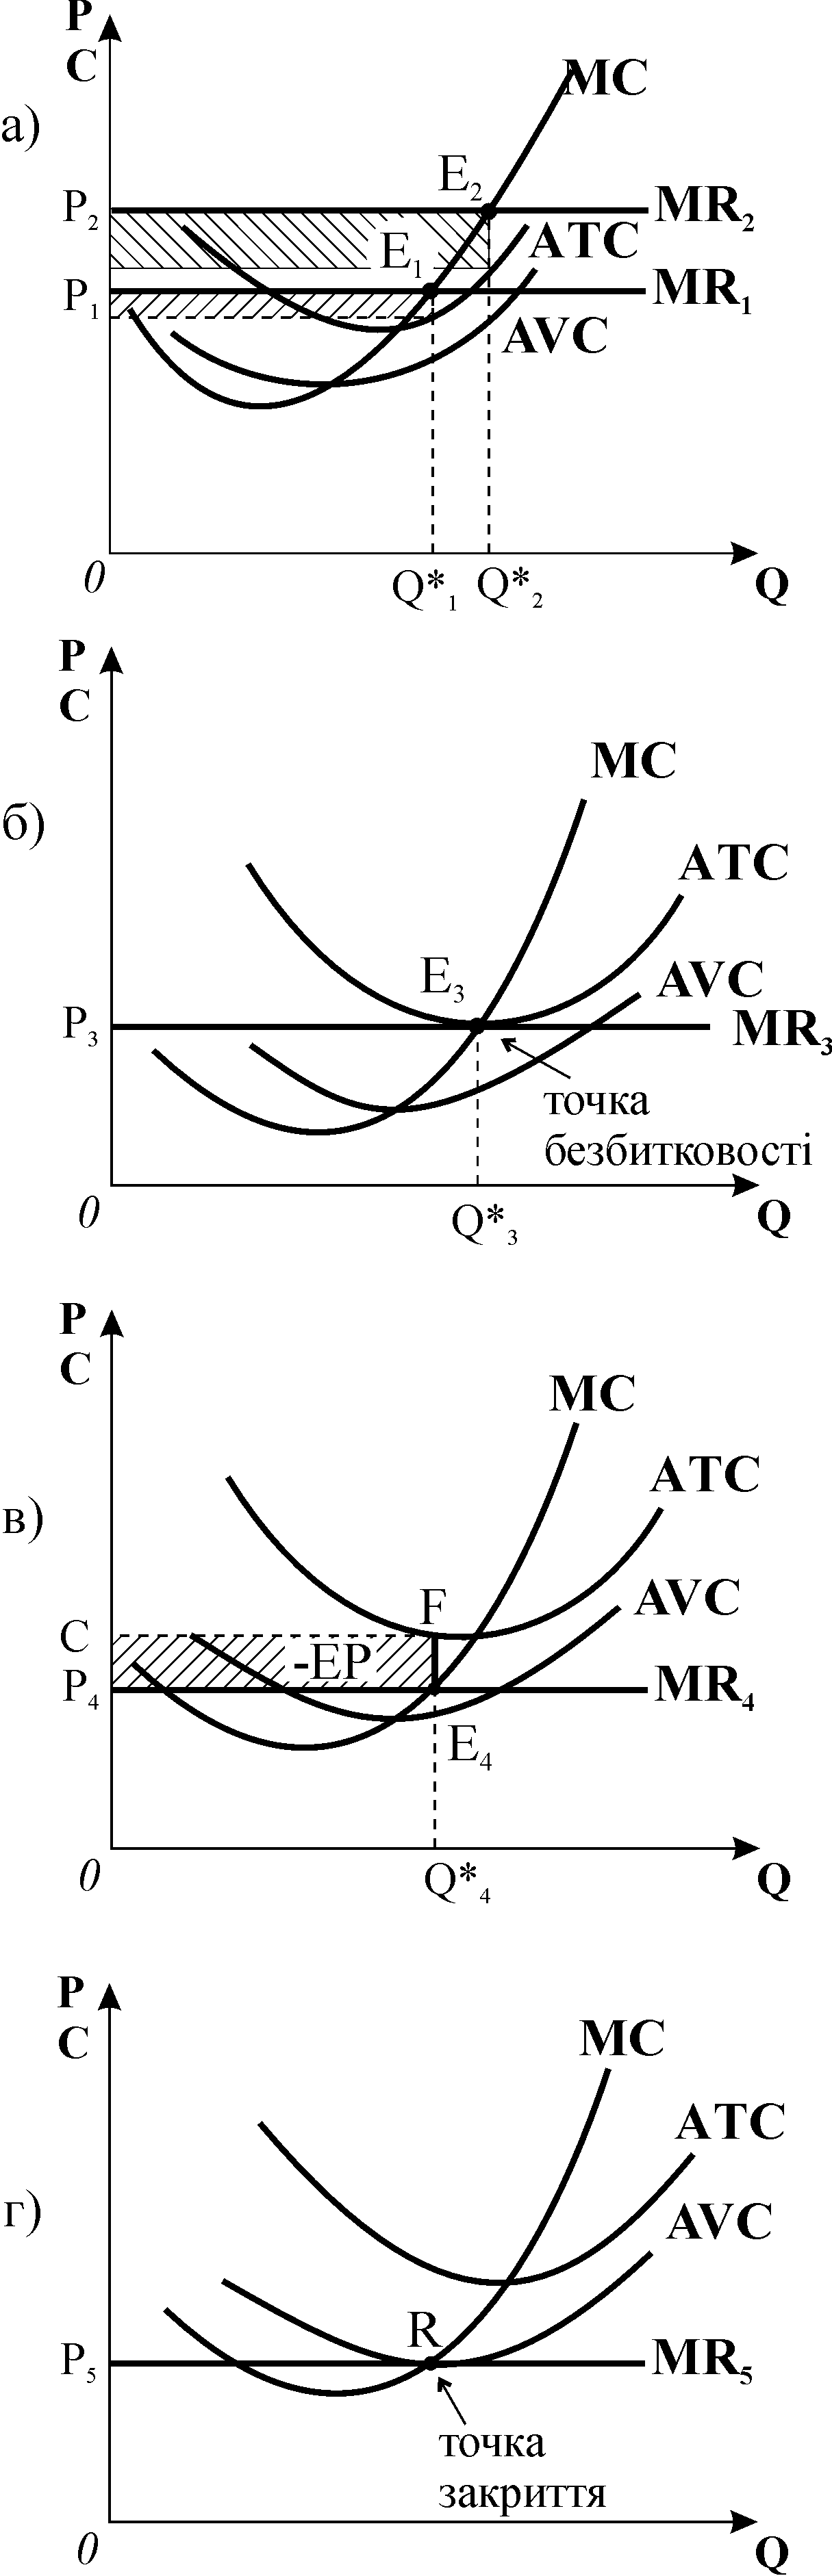 P
C
а)
MC
P₂
E₂
MR₂
ATC
E₁
P₁
MR₁
AVC
0
Q*₁
Q*₂
Q
P
C
б)
MC
ATC
E₃
AVC
P₃
MR₃
точка
безбитковості
0
Q*₃
Q
P
C
в)
MC
ATC
F
AVC
C
-EP
P₄
MR₄
E₄
0
Q*₄
Q
P
C
г)
MC
ATC
AVC
R
P₅
MR₅
точка
закриття
0
Q